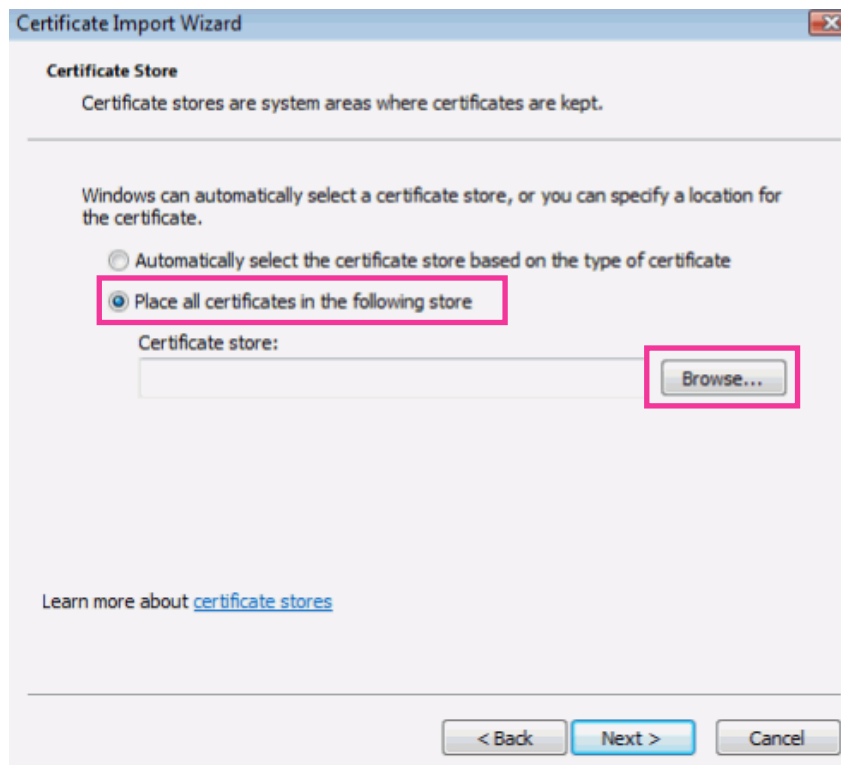 Certificate Import Wizard
Certificate Store
Certificate stores are system areas where certificates are kept.
Windows can automatically select a certificate store, or you can specify a location for
the certificate.
Automatically select the certificate store based on the type of certificate
Place all certificates in the following store
Certificate store:
Browse...
Learn more about certificate stores
< Back Next > Cancel